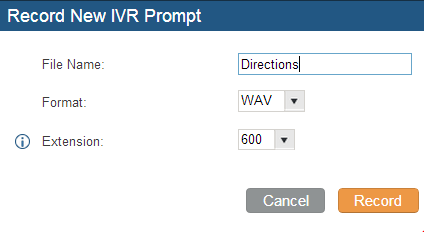 Record New IVR Prompt
File Name: Directions
Format: WAV
Extension: 600
Cancel Record